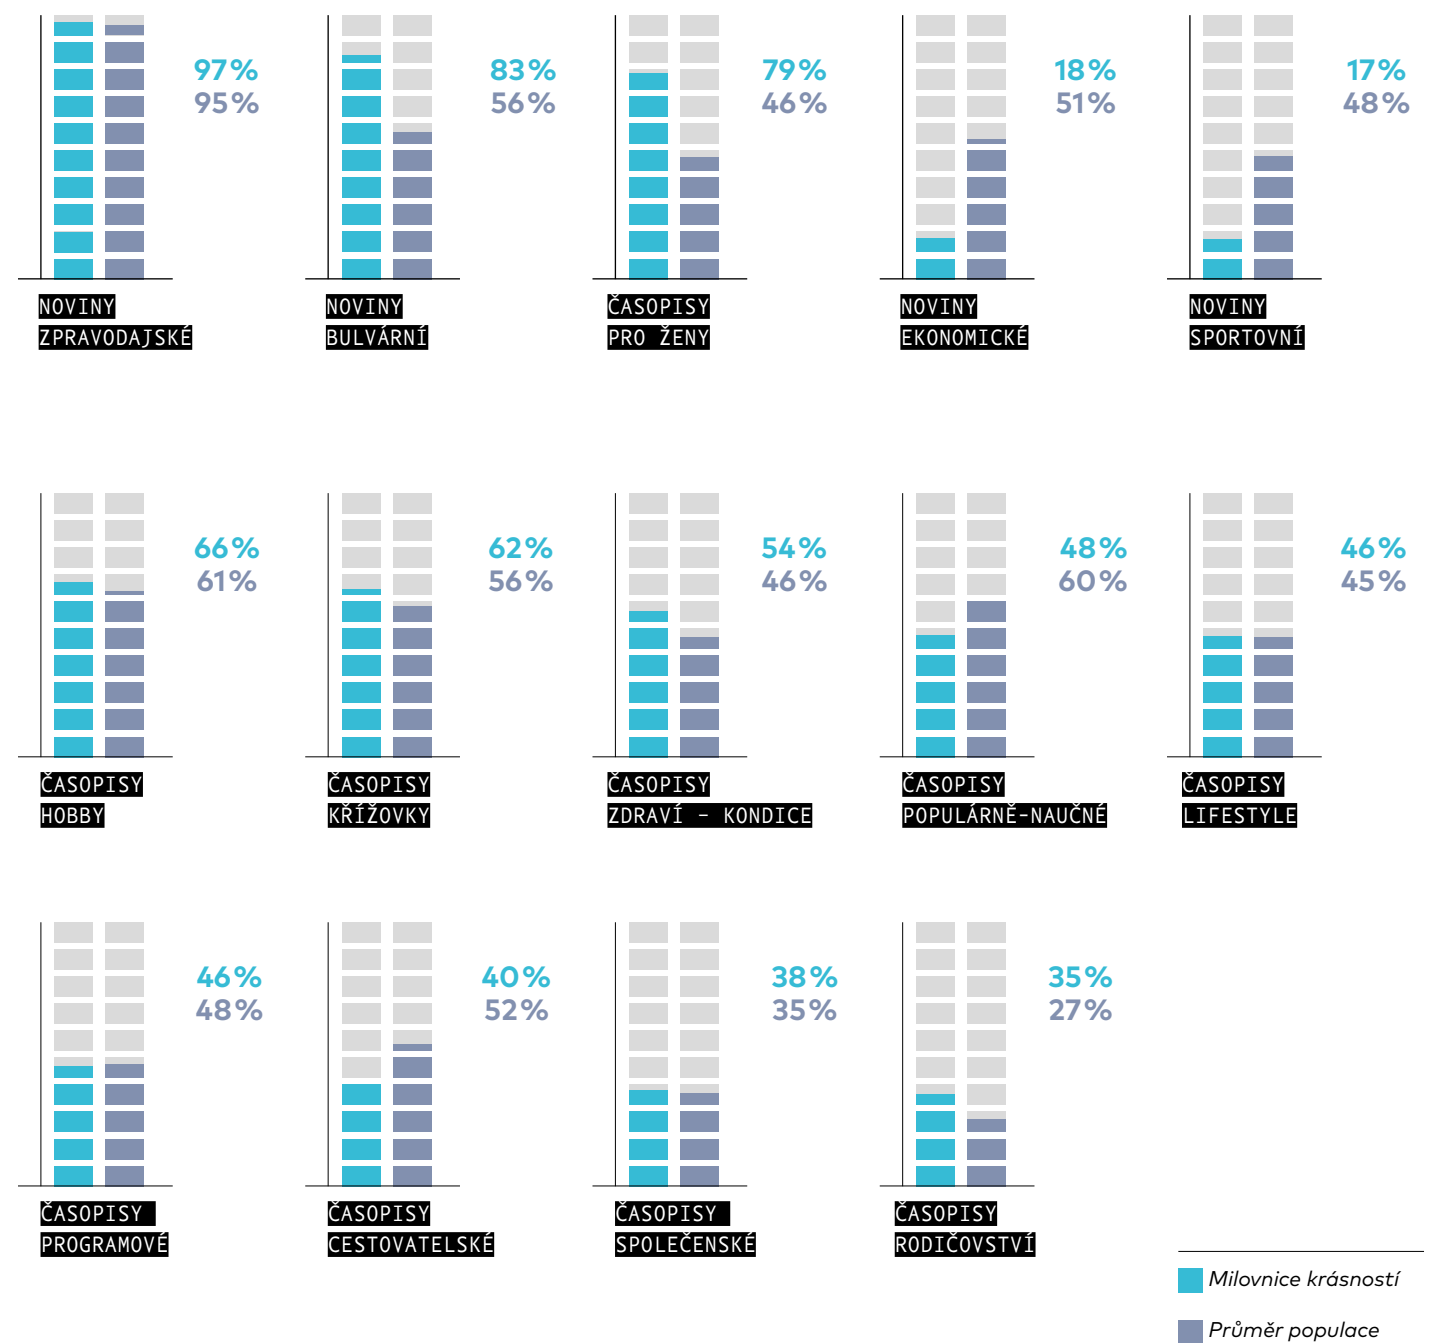 97%
95%
NOVINY
ZPRAVODAJSKÉ
83%
56%
NOVINY
BULVÁRNÍ
79%
46%
ČASOPISY
PRO ŽENY
18%
51%
NOVINY
EKONOMICKÉ
17%
48%
NOVINY
SPORTOVNÍ
66%
61%
ČASOPISY
HOBBY
62%
56%
ČASOPISY
KŘÍŽOVKY
54%
46%
ČASOPISY
ZDRAVÍ – KONDICE
48%
60%
ČASOPISY
POPULÁRNĚ-NAUČNÉ
46%
45%
ČASOPISY
LIFESTYLE
46%
48%
ČASOPISY
PROGRAMOVÉ
40%
52%
ČASOPISY
CESTOVATELSKÉ
38%
35%
ČASOPISY
SPOLEČENSKÉ
35%
27%
ČASOPISY
RODIČOVSTVÍ
Milovnice krásností
Průměr populace